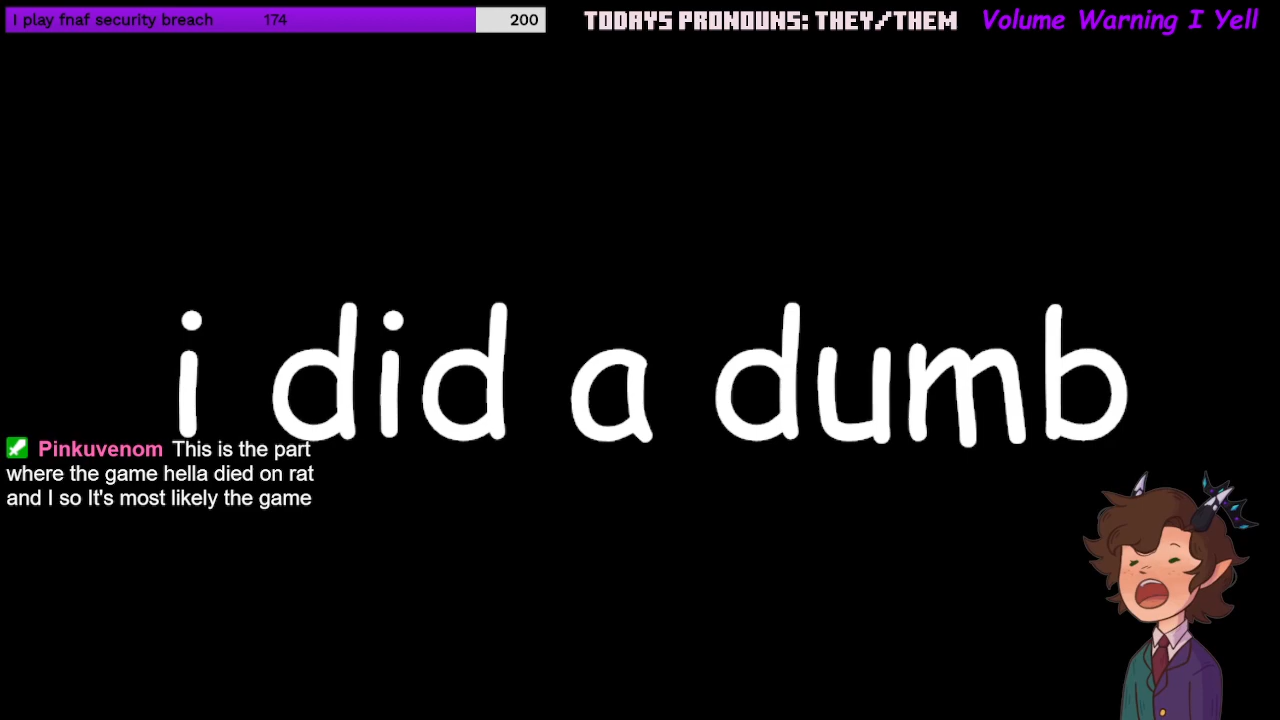 I play fnaf security breach 174 200
TODAYS PRONOUNS: THEY/THEM
Volume Warning I Yell
i did a dumb
Pinkuvenom This is the part
where the game hella died on rat
and I so It's most likely the game